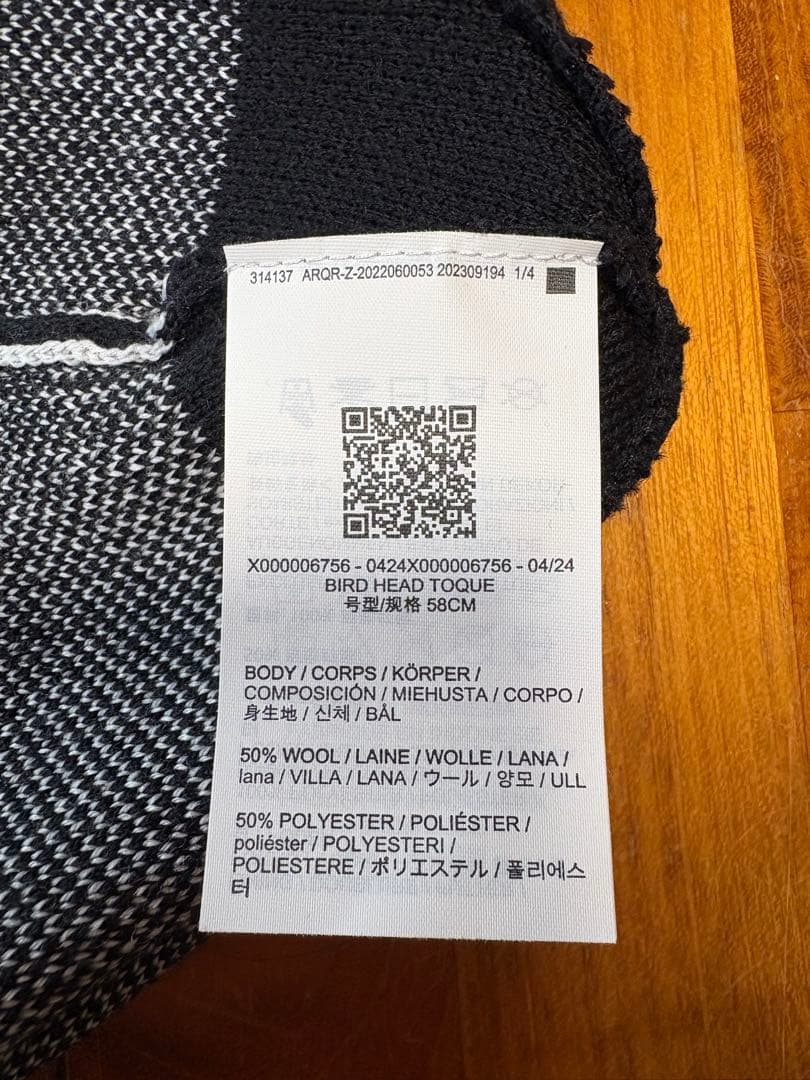 314137 ARQR-Z-2022060053 202309194 1/4
X000006756 - 0424X000006756 - 04/24
BIRD HEAD TOQUE
号型/规格 58CM
BODY / CORPS / KÖRPER /
COMPOSICIÓN / MIEHUSTA / CORPO /
身生地 / 신체 / BÅL
50% WOOL / LAINE / WOLLE / LANA /
lana / VILLA / LANA / ウール / 양모 / ULL
50% POLYESTER / POLIÉSTER /
poliéster / POLYESTERI /
POLIESTERE / ポリエステル / 폴리에스
터